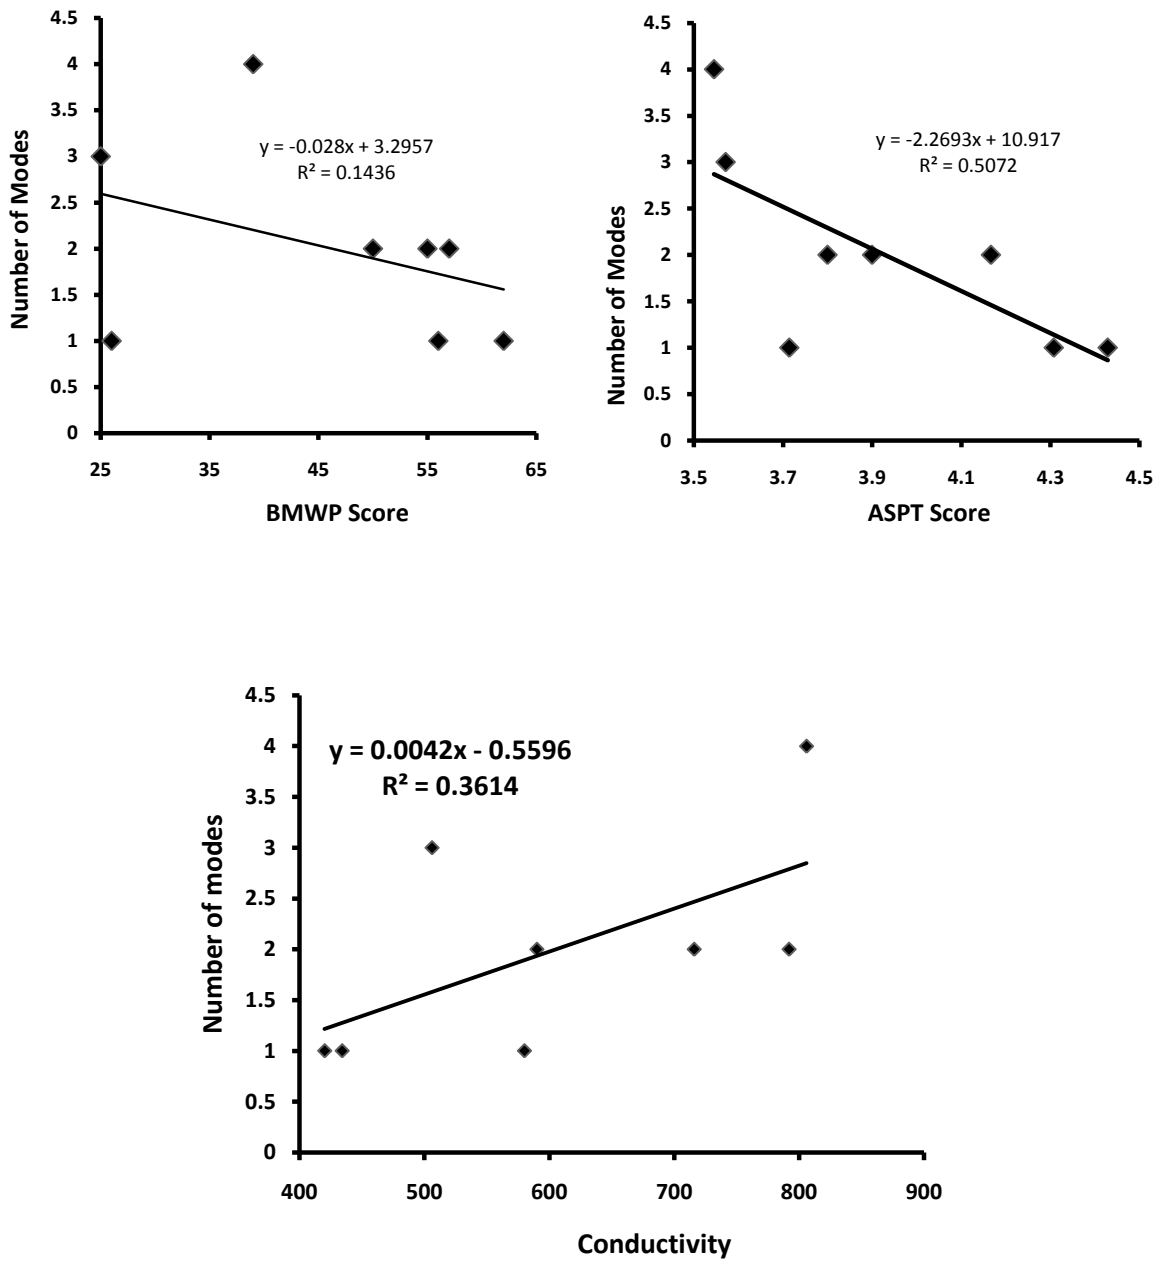 4.5
4
3.5
3
2.5
2
1.5
1
0.5
0
Number of Modes
y = -0.028x + 3.2957
R² = 0.1436
25 35 45 55 65
BMWP Score
4.5
4
3.5
3
2.5
2
1.5
1
0.5
0
Number of Modes
y = -2.2693x + 10.917
R² = 0.5072
3.5 3.7 3.9 4.1 4.3 4.5
ASPT Score
4.5
4
3.5
3
2.5
2
1.5
1
0.5
0
Number of modes
y = 0.0042x - 0.5596
R² = 0.3614
400 500 600 700 800 900
Conductivity